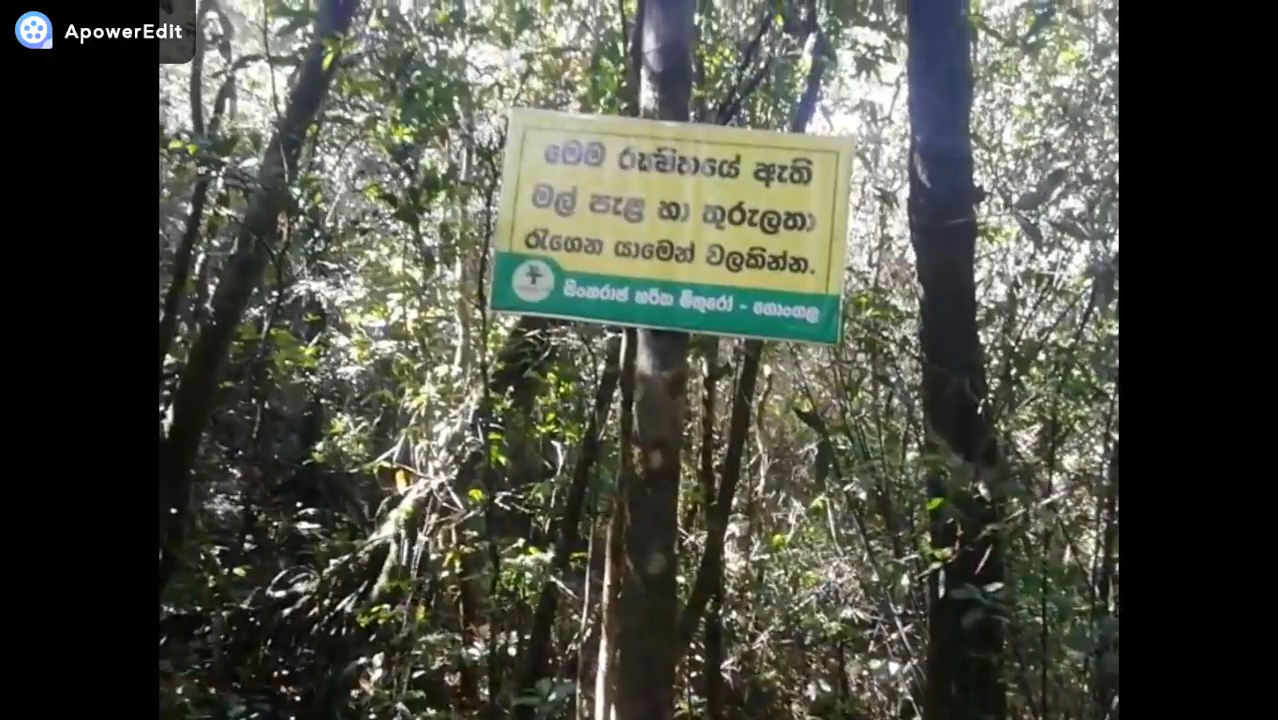 ApowerEdit
මෙම රක්ෂිතයේ ඇති
මල් පැළ හා තුරුලතා
රැගෙන යාමෙන් වලකින්න.
සිංහරාජ හරිත මිතුරෝ - ගොංගල